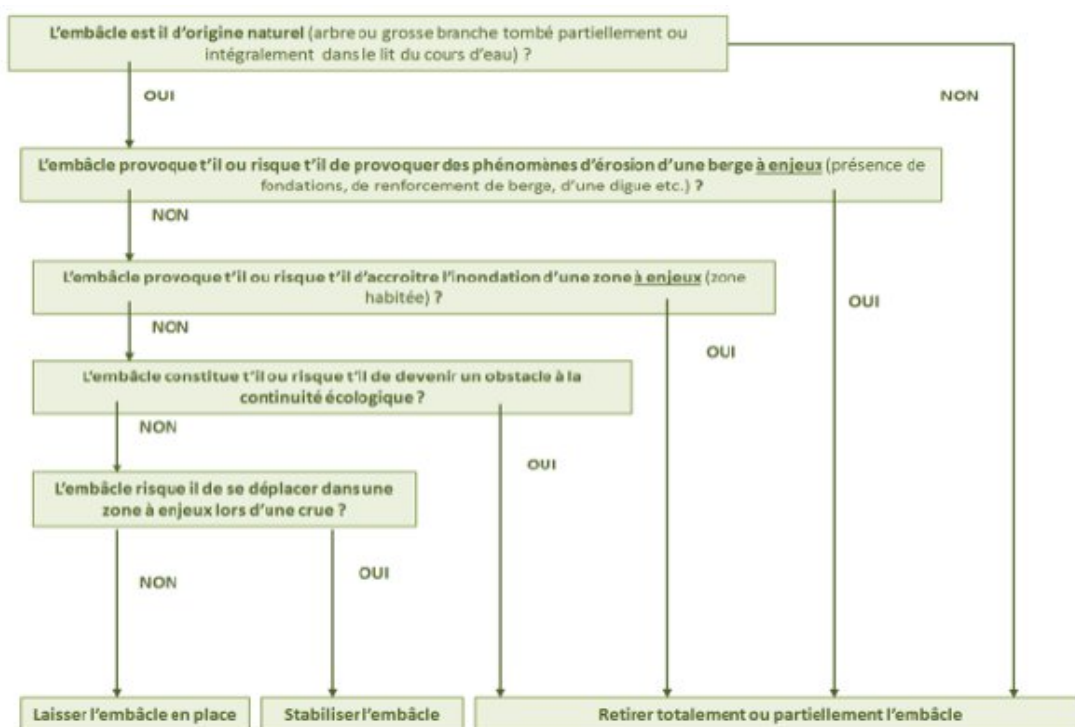 L'embâcle est il d'origine naturel (arbre ou grosse branche tombé partiellement ou
intégralement dans le lit du cours d'eau) ?
OUI
NON
L'embâcle provoque t'il ou risque t'il de provoquer des phénomènes d'érosion d'une berge à enjeux (présence de
fondations, de renforcement de berge, d'une digue etc.) ?
NON
L'embâcle provoque t'il ou risque t'il d'accroitre l'inondation d'une zone à enjeux (zone
habitée) ?
OUI
NON
OUI
L'embâcle constitue t'il ou risque t'il de devenir un obstacle à la
continuité écologique ?
NON
OUI
L'embâcle risque il de se déplacer dans une
zone à enjeux lors d'une crue ?
OUI
NON
Laisser l'embâcle en place
Stabiliser l'embâcle
Retirer totalement ou partiellement l'embâcle